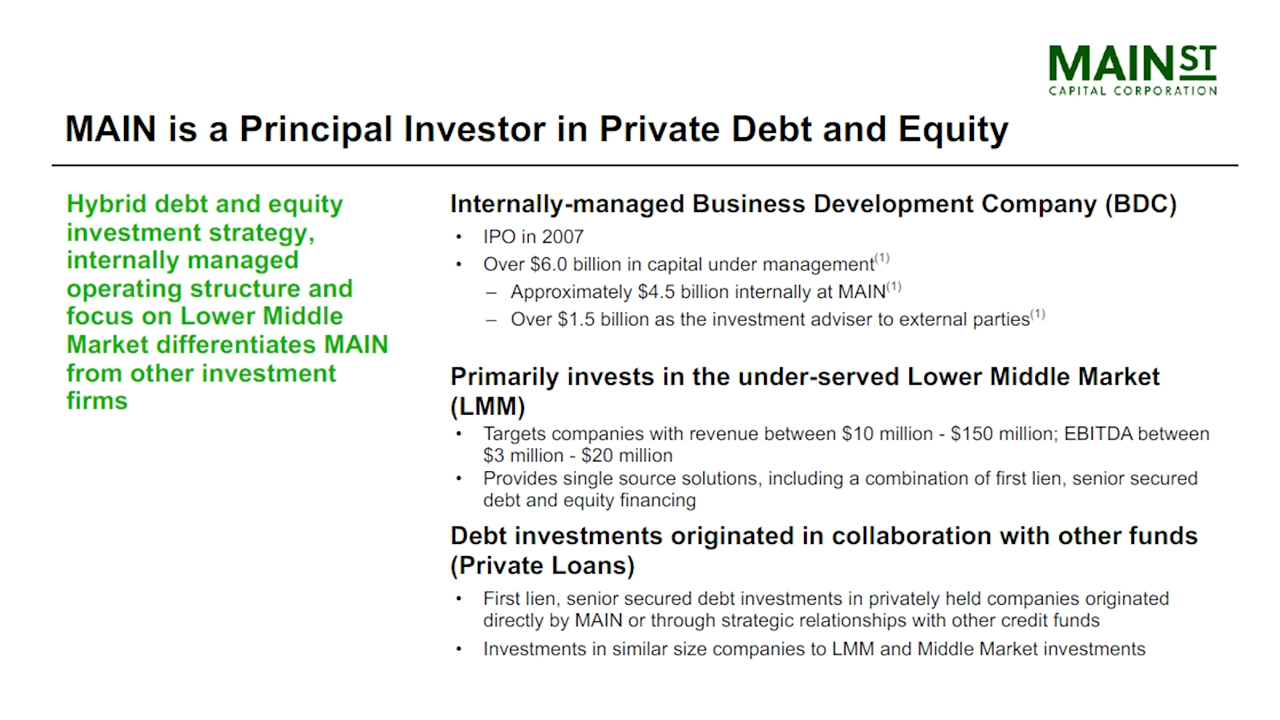 MAIN ST
CAPITAL CORPORATION
MAIN is a Principal Investor in Private Debt and Equity
Hybrid debt and equity
investment strategy,
internally managed
operating structure and
focus on Lower Middle
Market differentiates MAIN
from other investment
firms
Internally-managed Business Development Company (BDC)
• IPO in 2007
• Over $6.0 billion in capital under management(1)
– Approximately $4.5 billion internally at MAIN(1)
– Over $1.5 billion as the investment adviser to external parties(1)
Primarily invests in the under-served Lower Middle Market
(LMM)
• Targets companies with revenue between $10 million - $150 million; EBITDA between
$3 million - $20 million
• Provides single source solutions, including a combination of first lien, senior secured
debt and equity financing
Debt investments originated in collaboration with other funds
(Private Loans)
• First lien, senior secured debt investments in privately held companies originated
directly by MAIN or through strategic relationships with other credit funds
• Investments in similar size companies to LMM and Middle Market investments